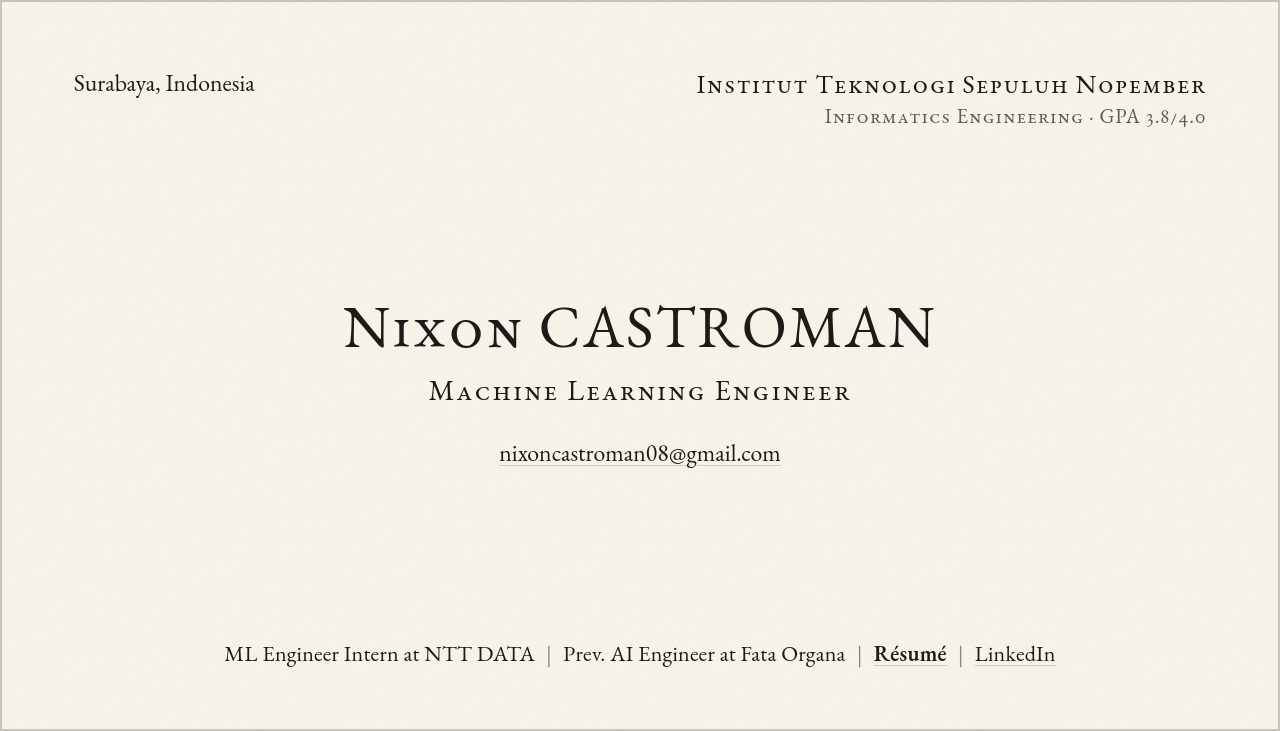 Surabaya, Indonesia
Institut Teknologi Sepuluh Nopember
Informatics Engineering · GPA 3.8/4.0
Nixon CASTROMAN
Machine Learning Engineer
nixoncastroman08@gmail.com
ML Engineer Intern at NTT DATA | Prev. AI Engineer at Fata Organa | Résumé | LinkedIn